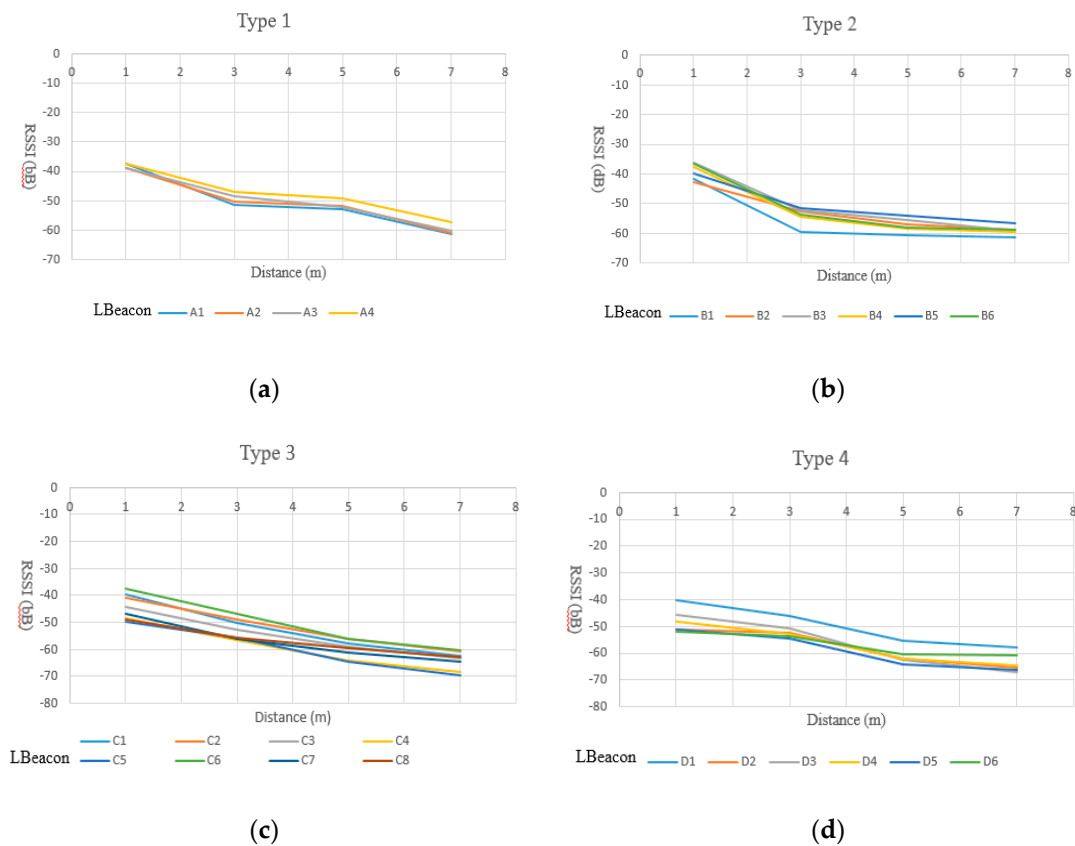 Type 1
0
0 1 2 3 4 5 6 7 8
-10
-20
-30
-40
-50
-60
-70
RSSI (bB)
Distance (m)
LBeacon A1 A2 A3 A4
(a)
Type 2
0
0 1 2 3 4 5 6 7 8
-10
-20
-30
-40
-50
-60
-70
RSSI (dB)
Distance (m)
LBeacon B1 B2 B3 B4 B5 B6
(b)
Type 3
0
0 1 2 3 4 5 6 7 8
-10
-20
-30
-40
-50
-60
-70
-80
RSSI (bB)
Distance (m)
C1 C2 C3 C4
LBeacon C5 C6 C7 C8
(c)
Type 4
0
0 1 2 3 4 5 6 7 8
-10
-20
-30
-40
-50
-60
-70
-80
RSSI (bB)
Distance (m)
LBeacon D1 D2 D3 D4 D5 D6
(d)